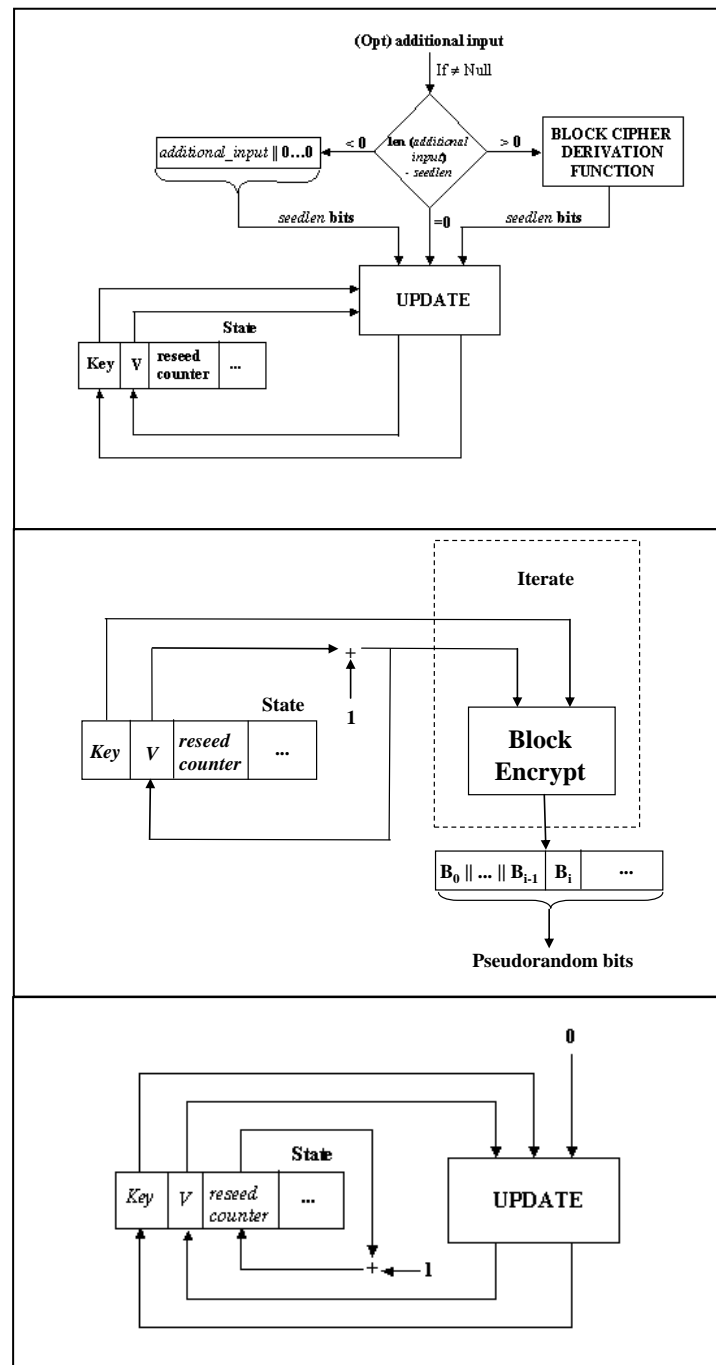 (Opt) additional input
If ≠ Null
< 0
len (additional
input)
- seedlen
> 0
=0
additional_input || 0...0
BLOCK CIPHER
DERIVATION
FUNCTION
seedlen bits
seedlen bits
UPDATE
State
Key
V
reseed
counter
...
Iterate
+
1
State
Key
V
reseed
counter
...
Block
Encrypt
B0 || ... || Bi-1
Bi
...
Pseudorandom bits
0
State
Key
V
reseed
counter
...
UPDATE
+
1